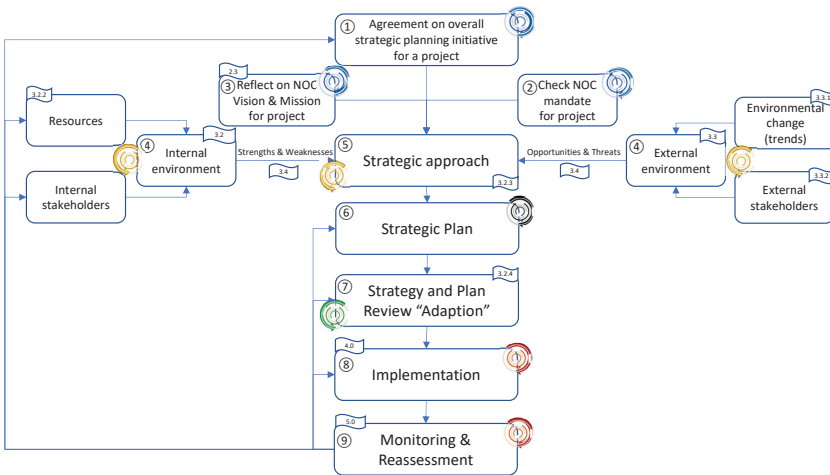 ① Agreement on overall
strategic planning initiative
for a project
2.3
③ Reflect on NOC
Vision & Mission
for project
② Check NOC
mandate
for project
3.2.2
Resources
Internal
stakeholders
3.2
④ Internal
environment
Strengths & Weaknesses
3.4
⑤ Strategic approach
3.2.3
Opportunities & Threats
3.4
3.3
④ External
environment
3.3.1
Environmental
change
(trends)
3.3.2
External
stakeholders
⑥ Strategic Plan
3.2.4
⑦ Strategy and Plan
Review “Adaption”
4.0
⑧ Implementation
5.0
⑨ Monitoring &
Reassessment